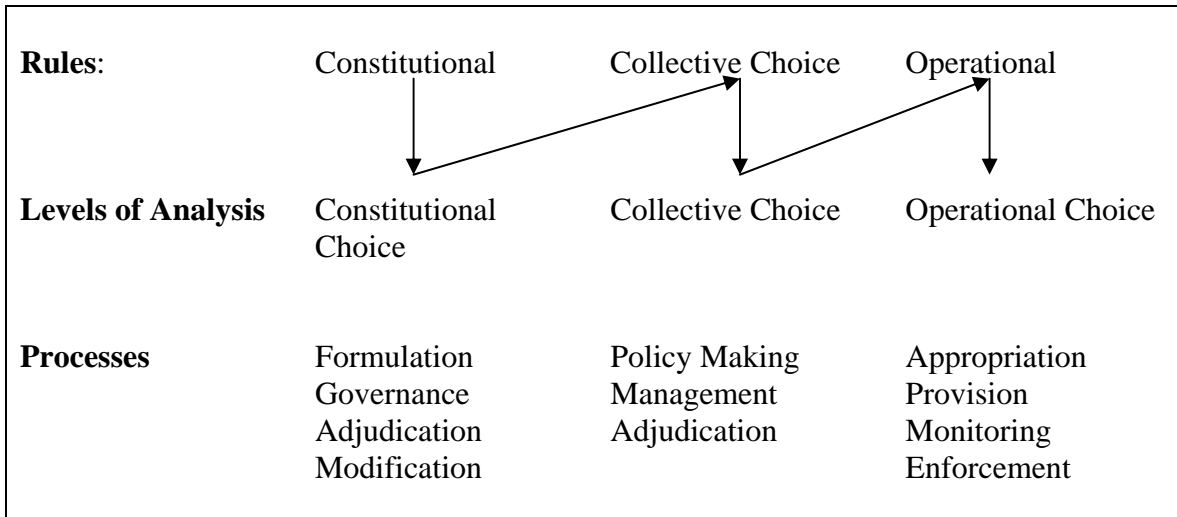 Rules: Constitutional Collective Choice Operational
Levels of Analysis Constitutional Collective Choice Operational Choice
Choice
Processes Formulation Policy Making Appropriation
Governance Management Provision
Adjudication Adjudication Monitoring
Modification Enforcement